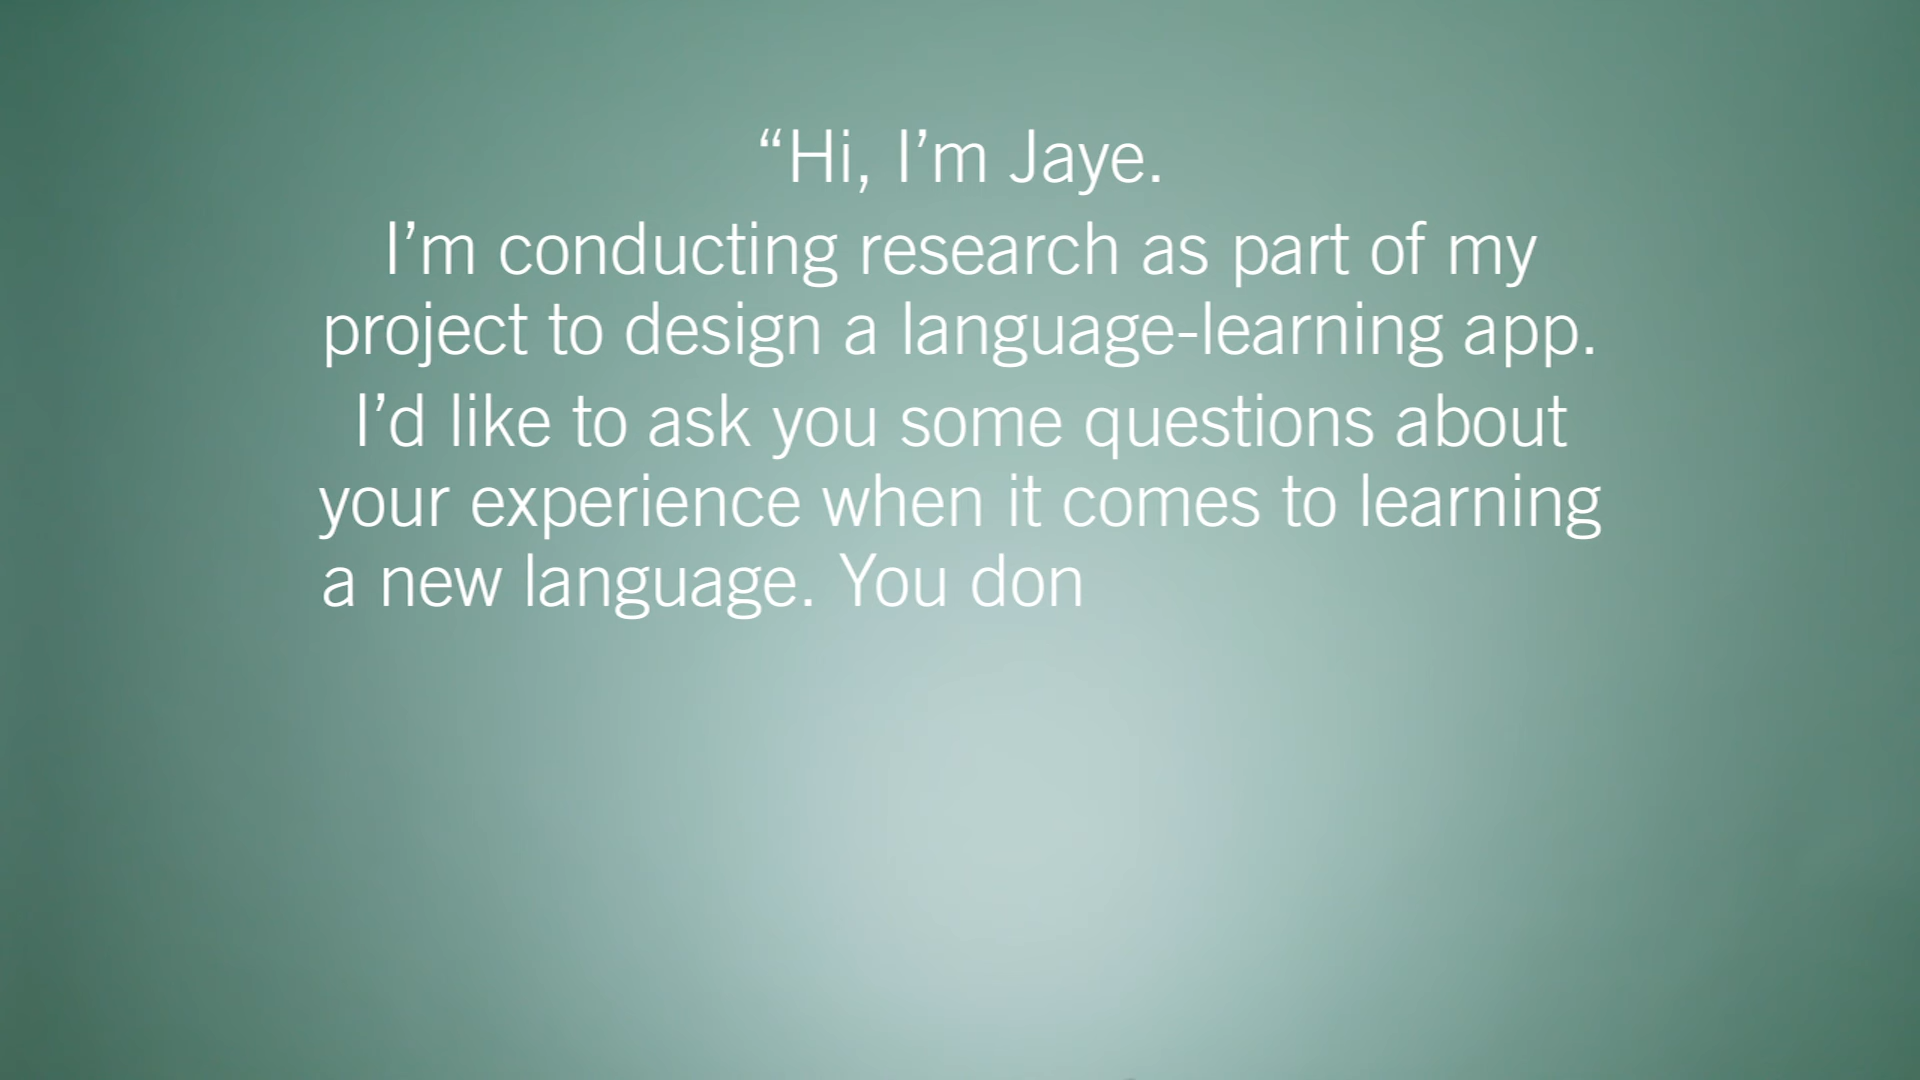 “Hi, I’m Jaye.
I’m conducting research as part of my
project to design a language-learning app.
I’d like to ask you some questions about
your experience when it comes to learning
a new language. You don